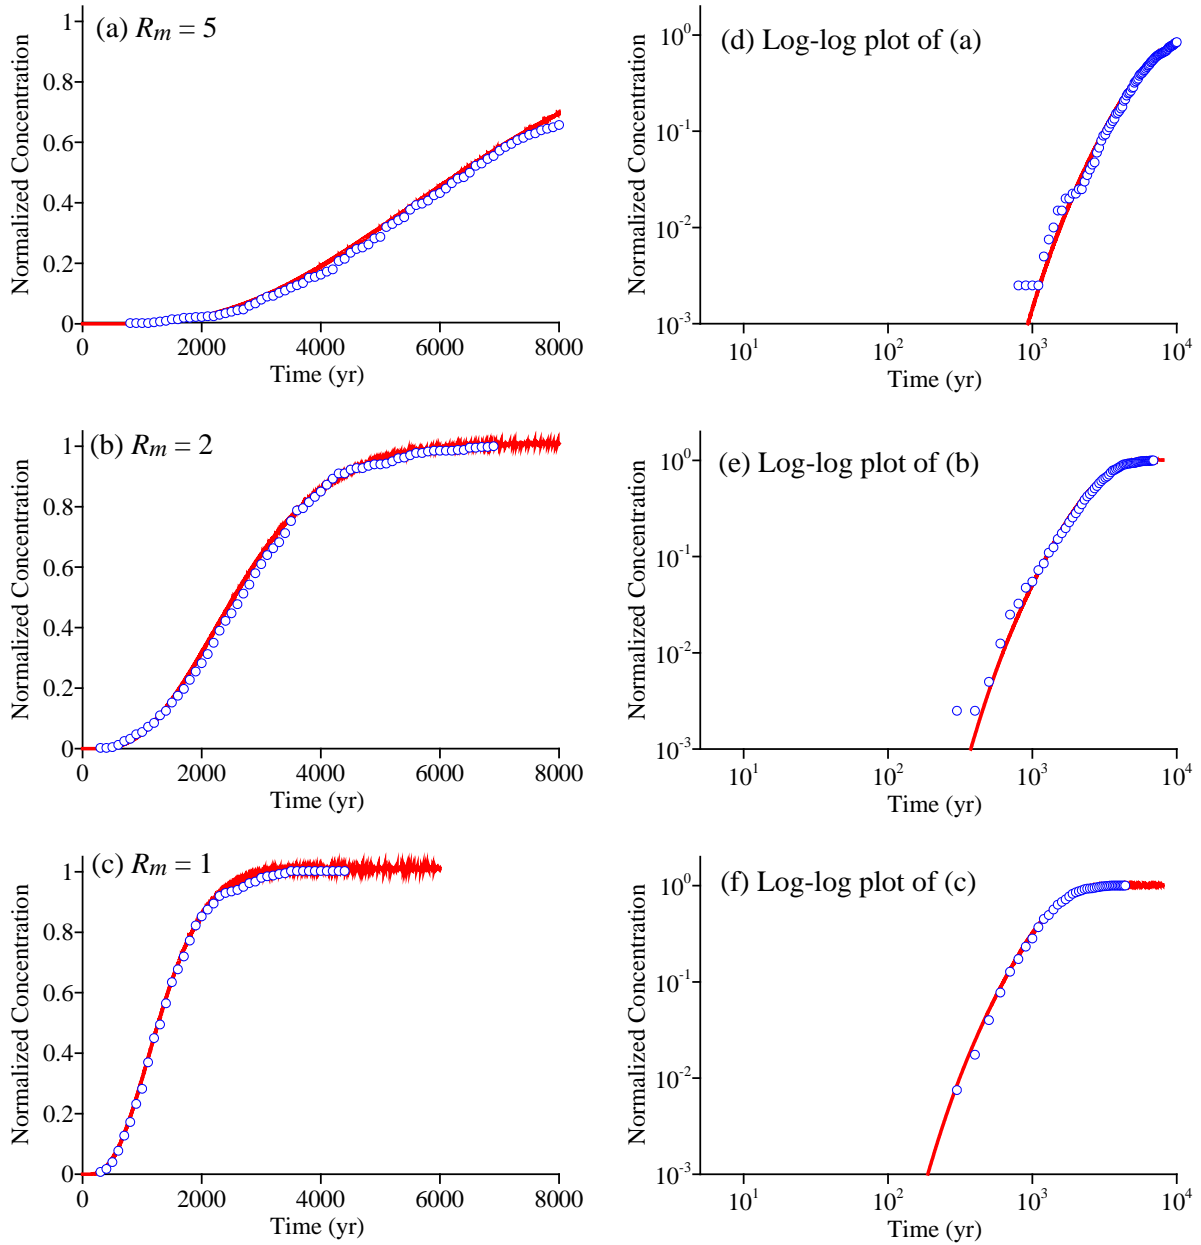 (a) Rm = 5
Normalized Concentration
1
0.8
0.6
0.4
0.2
0
0 2000 4000 6000 8000
Time (yr)
(d) Log-log plot of (a)
Normalized Concentration
10^0
10^-1
10^-2
10^-3
10^1 10^2 10^3 10^4
Time (yr)
(b) Rm = 2
Normalized Concentration
1
0.8
0.6
0.4
0.2
0
0 2000 4000 6000 8000
Time (yr)
(e) Log-log plot of (b)
Normalized Concentration
10^0
10^-1
10^-2
10^-3
10^1 10^2 10^3 10^4
Time (yr)
(c) Rm = 1
Normalized Concentration
1
0.8
0.6
0.4
0.2
0
0 2000 4000 6000 8000
Time (yr)
(f) Log-log plot of (c)
Normalized Concentration
10^0
10^-1
10^-2
10^-3
10^1 10^2 10^3 10^4
Time (yr)